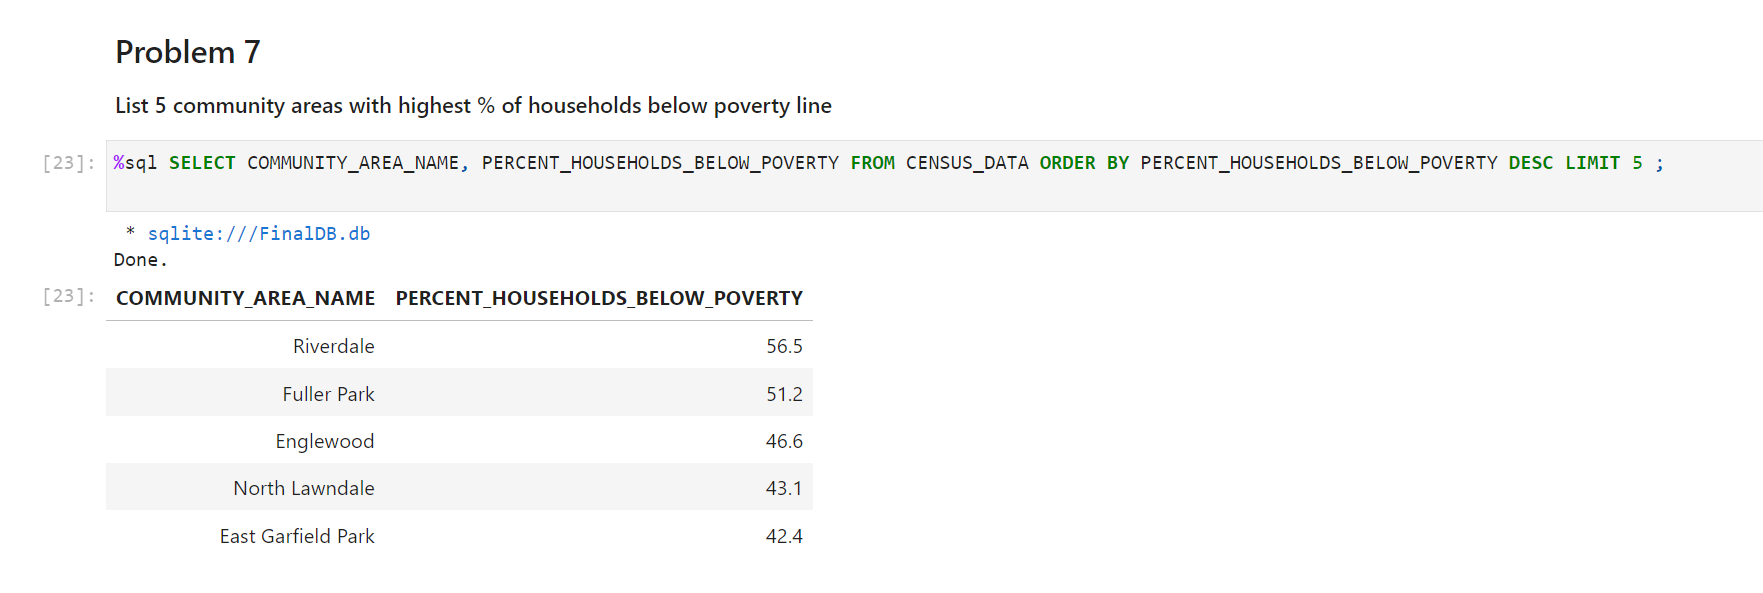 Problem 7
List 5 community areas with highest % of households below poverty line
[23]: %sql SELECT COMMUNITY_AREA_NAME, PERCENT_HOUSEHOLDS_BELOW_POVERTY FROM CENSUS_DATA ORDER BY PERCENT_HOUSEHOLDS_BELOW_POVERTY DESC LIMIT 5 ;
* sqlite:///FinalDB.db
Done.
[23]: COMMUNITY_AREA_NAME PERCENT_HOUSEHOLDS_BELOW_POVERTY
Riverdale 56.5
Fuller Park 51.2
Englewood 46.6
North Lawndale 43.1
East Garfield Park 42.4